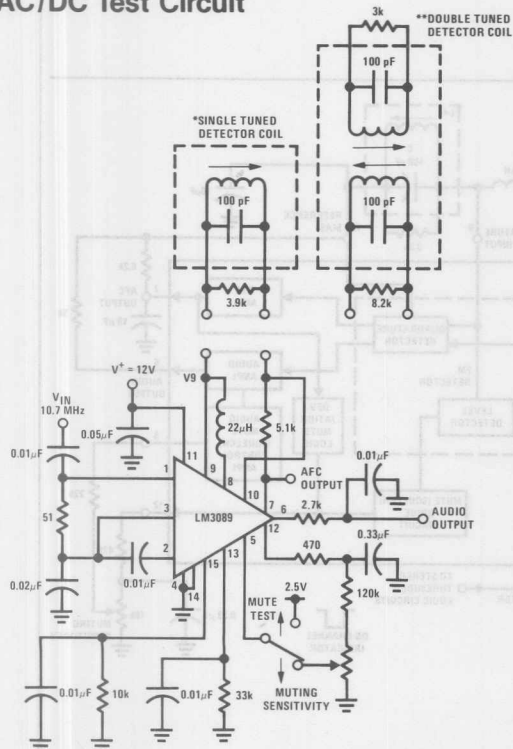 AC/DC Test Circuit
**DOUBLE TUNED
DETECTOR COIL
3k
100 pF
*SINGLE TUNED
DETECTOR COIL
100 pF
100 pF
3.9k
8.2k
V+ = 12V
V9
VIN
10.7 MHz
0.05µF
22µH
5.1k
0.01µF
11
9
8
10
AFC
OUTPUT
0.01µF
1
7
2.7k
51
3
LM3089
6
AUDIO
OUTPUT
12
2
5
470
0.33µF
13
15
0.01µF
0.02µF
4
14
2.5V
120k
MUTE
TEST
0.01µF
10k
0.01µF
33k
MUTING
SENSITIVITY